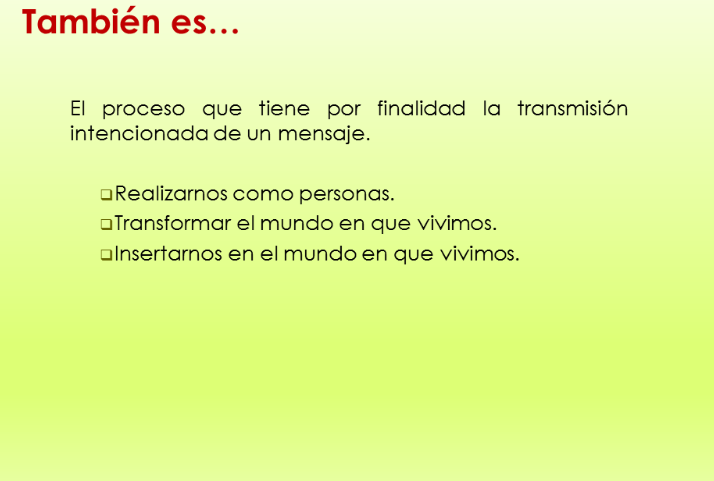 También es…
El proceso que tiene por finalidad la transmisión
intencionada de un mensaje.
❑Realizarnos como personas.
❑Transformar el mundo en que vivimos.
❑Insertarnos en el mundo en que vivimos.